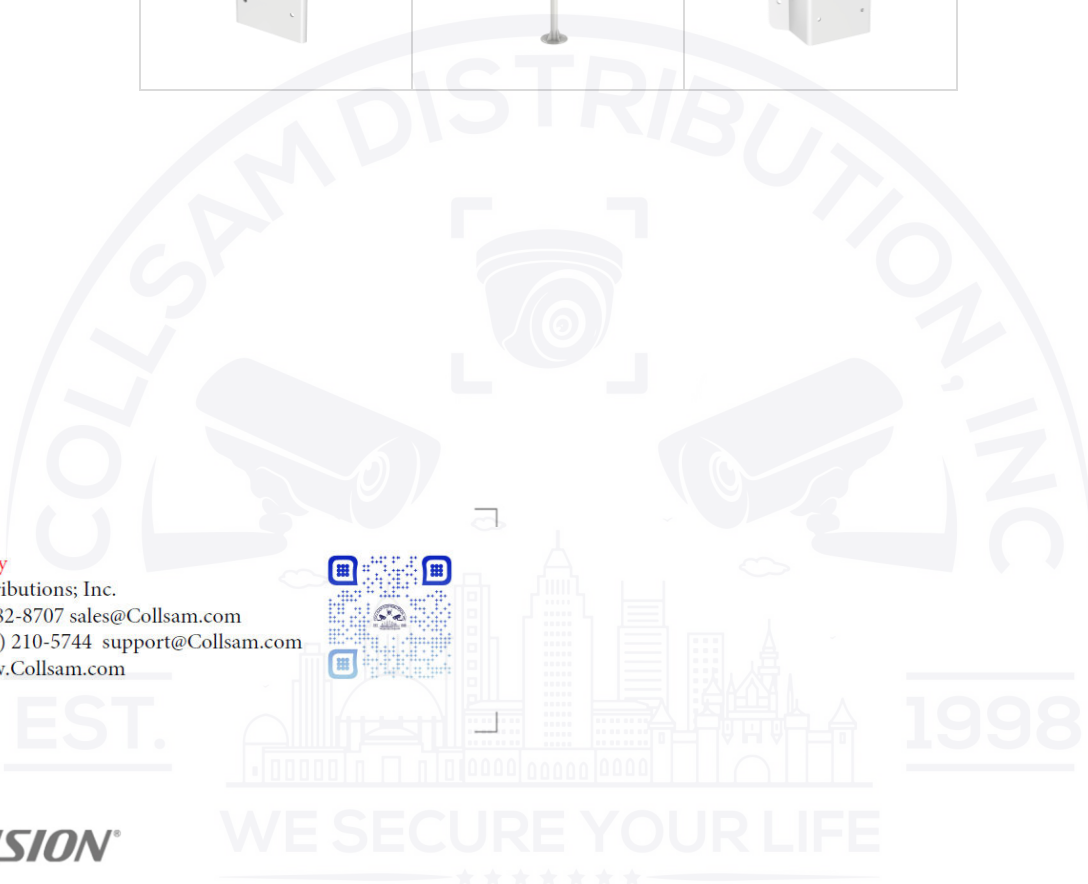 COLLSAM DISTRIBUTION, INC
y
ributions; Inc.
82-8707 sales@Collsam.com
) 210-5744 support@Collsam.com
w.Collsam.com
EST.
1998
WE SECURE YOUR LIFE
SION®